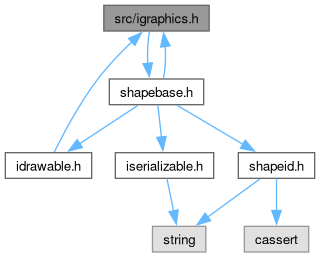 src/igraphics.h
shapebase.h
idrawable.h
iserializable.h
shapeid.h
string
cassert